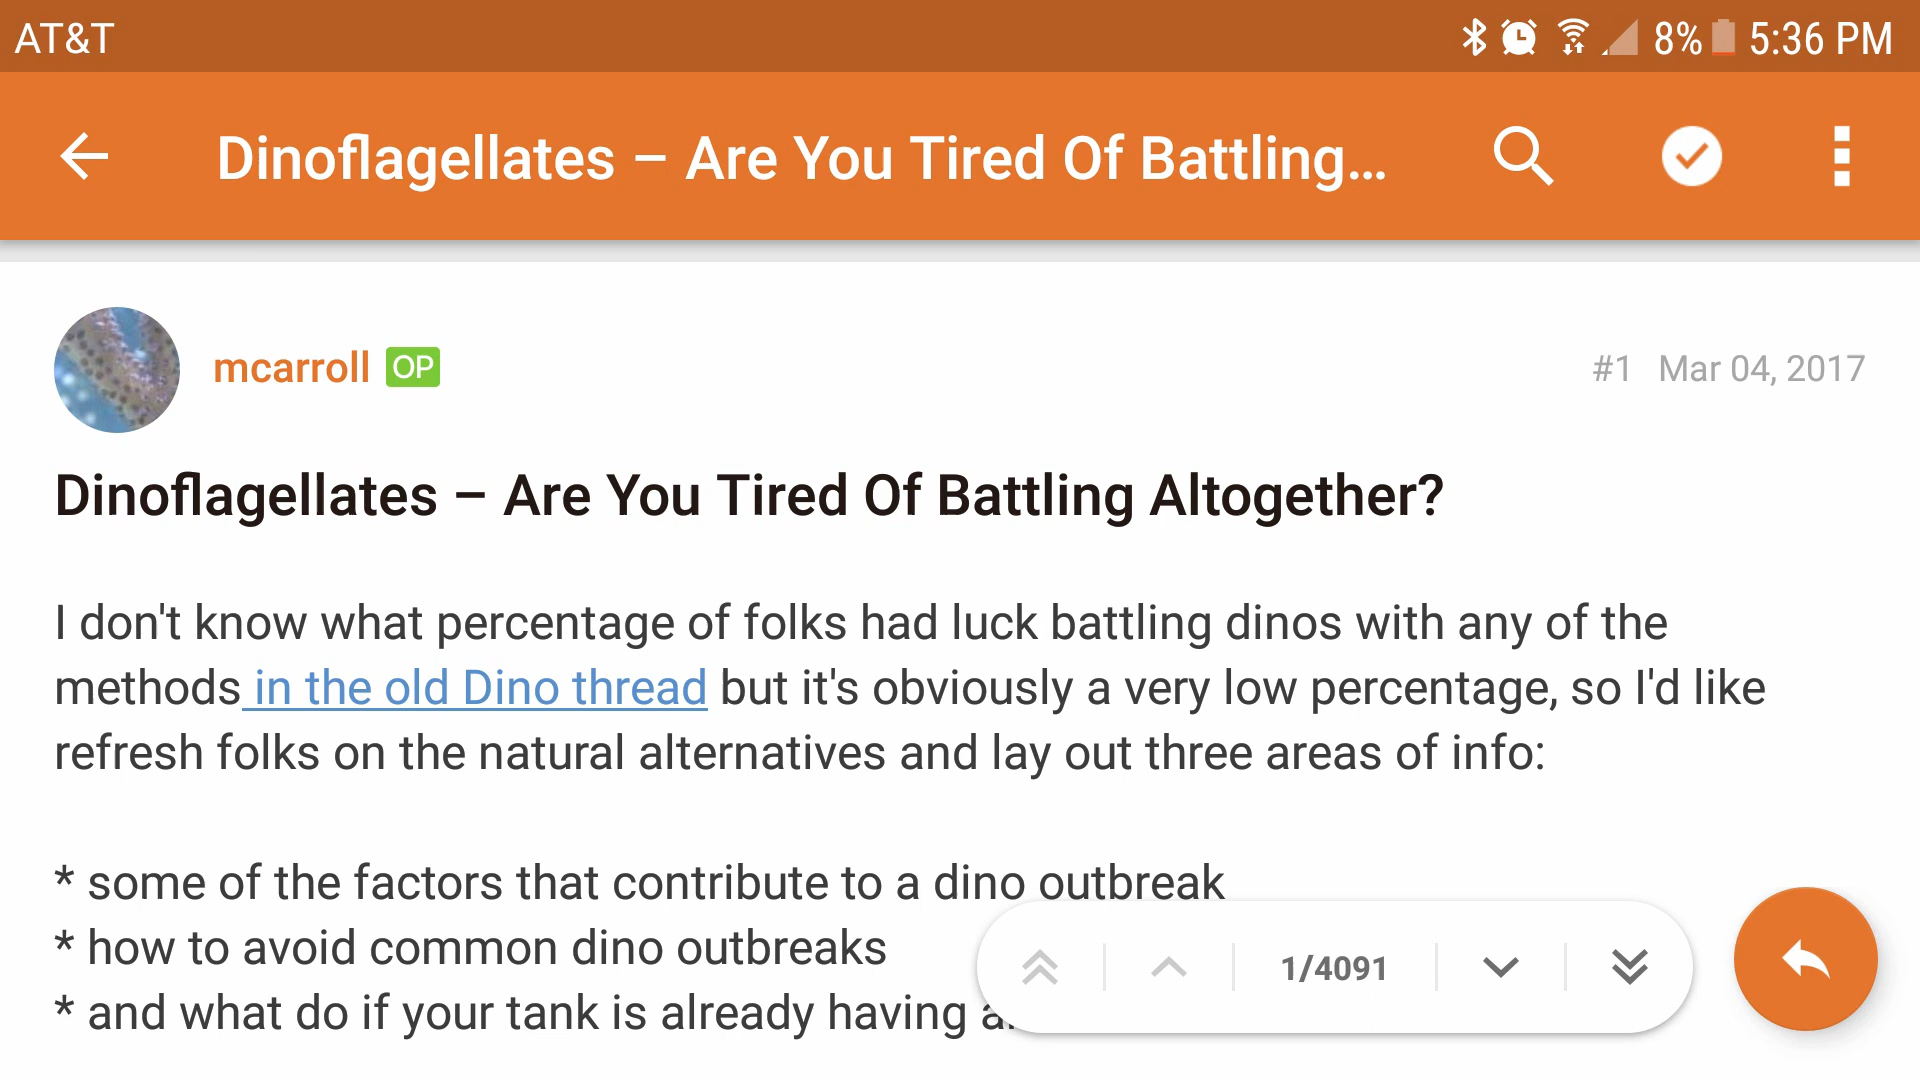 AT&T
8% 5:36 PM
Dinoflagellates – Are You Tired Of Battling...
mcarroll OP
#1 Mar 04, 2017
Dinoflagellates – Are You Tired Of Battling Altogether?
I don't know what percentage of folks had luck battling dinos with any of the
methods in the old Dino thread but it's obviously a very low percentage, so I'd like
refresh folks on the natural alternatives and lay out three areas of info:
* some of the factors that contribute to a dino outbreak
* how to avoid common dino outbreaks
* and what do if your tank is already having
1/4091